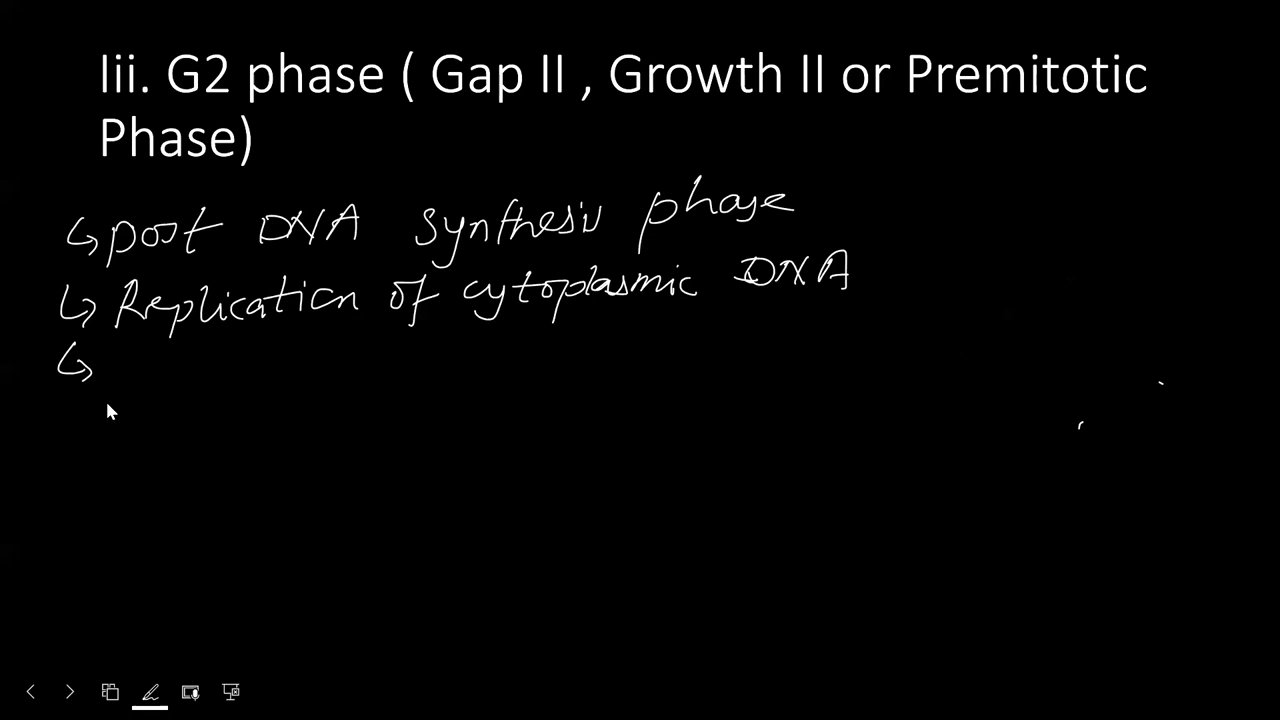 Iii. G2 phase ( Gap II , Growth II or Premitotic
Phase)
↳ post DNA synthesis phase
↳ Replication of cytoplasmic DNA
↳